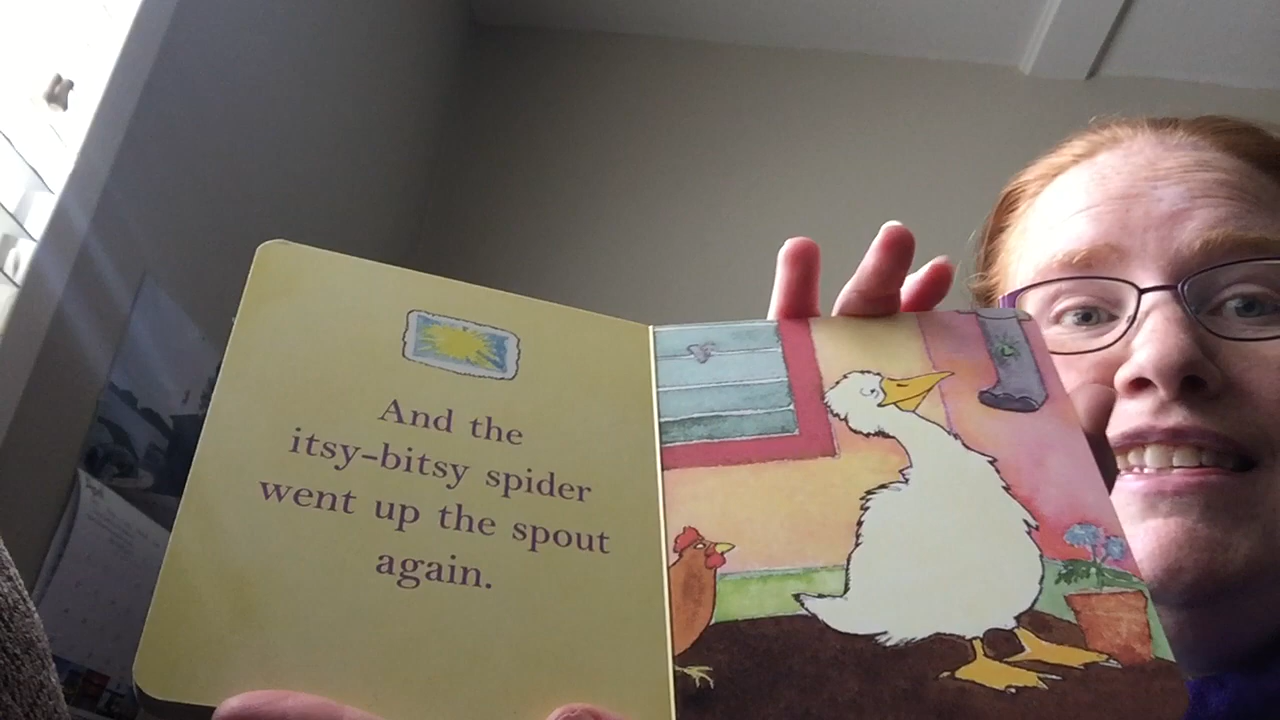 And the
itsy-bitsy spider
went up the spout
again.